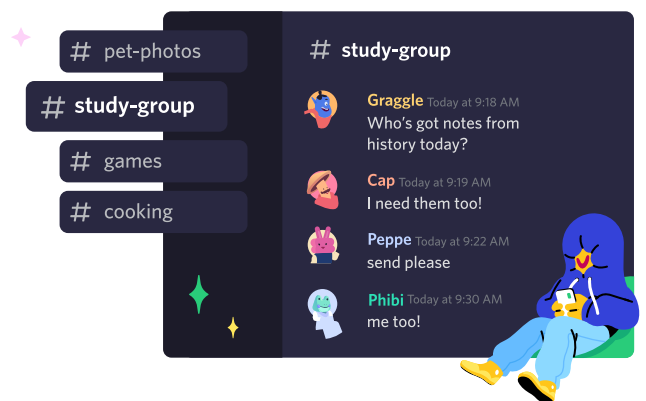 # pet-photos
# study-group
# games
# cooking
# study-group
Graggle Today at 9:18 AM
Who's got notes from
history today?
Cap Today at 9:19 AM
I need them too!
Peppe Today at 9:22 AM
send please
Phibi Today at 9:30 AM
me too!